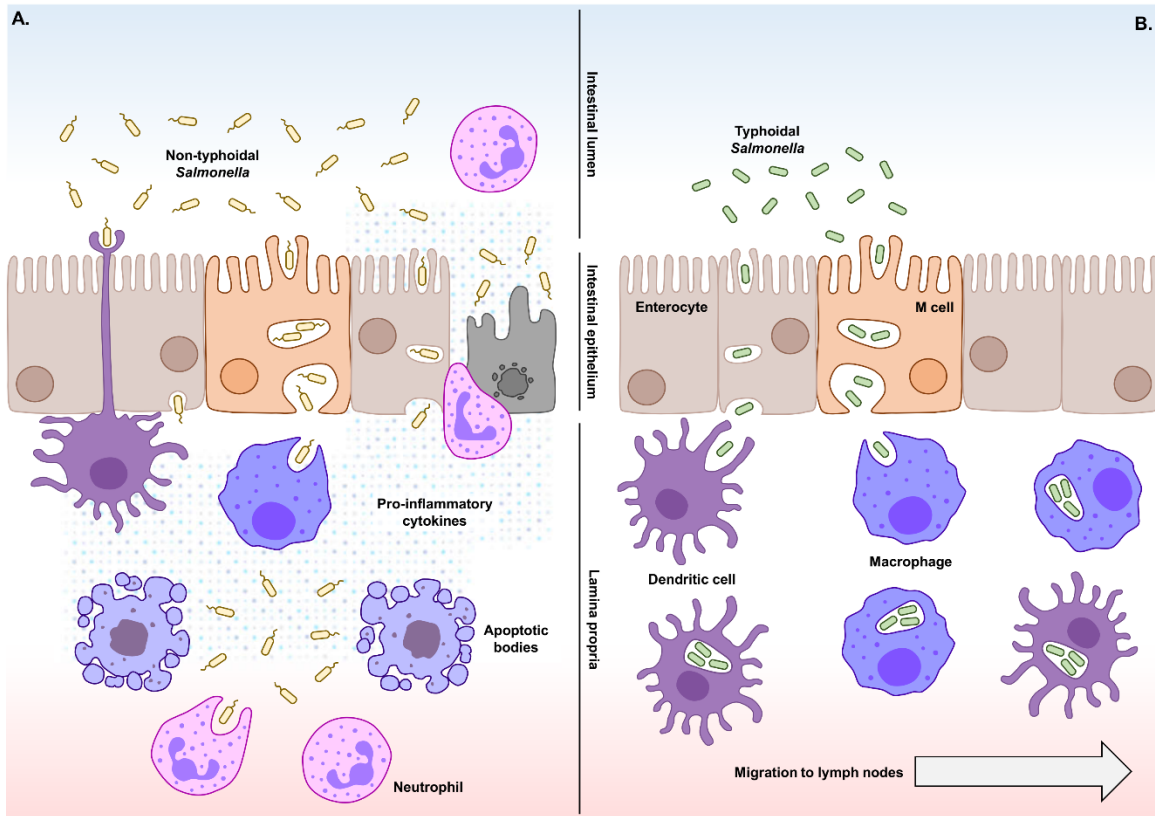 A.
B.
Non-typhoidal
Salmonella
Pro-inflammatory
cytokines
Apoptotic
bodies
Neutrophil
Intestinal lumen
Intestinal epithelium
Lamina propria
Typhoidal
Salmonella
Enterocyte
M cell
Dendritic cell
Macrophage
Migration to lymph nodes